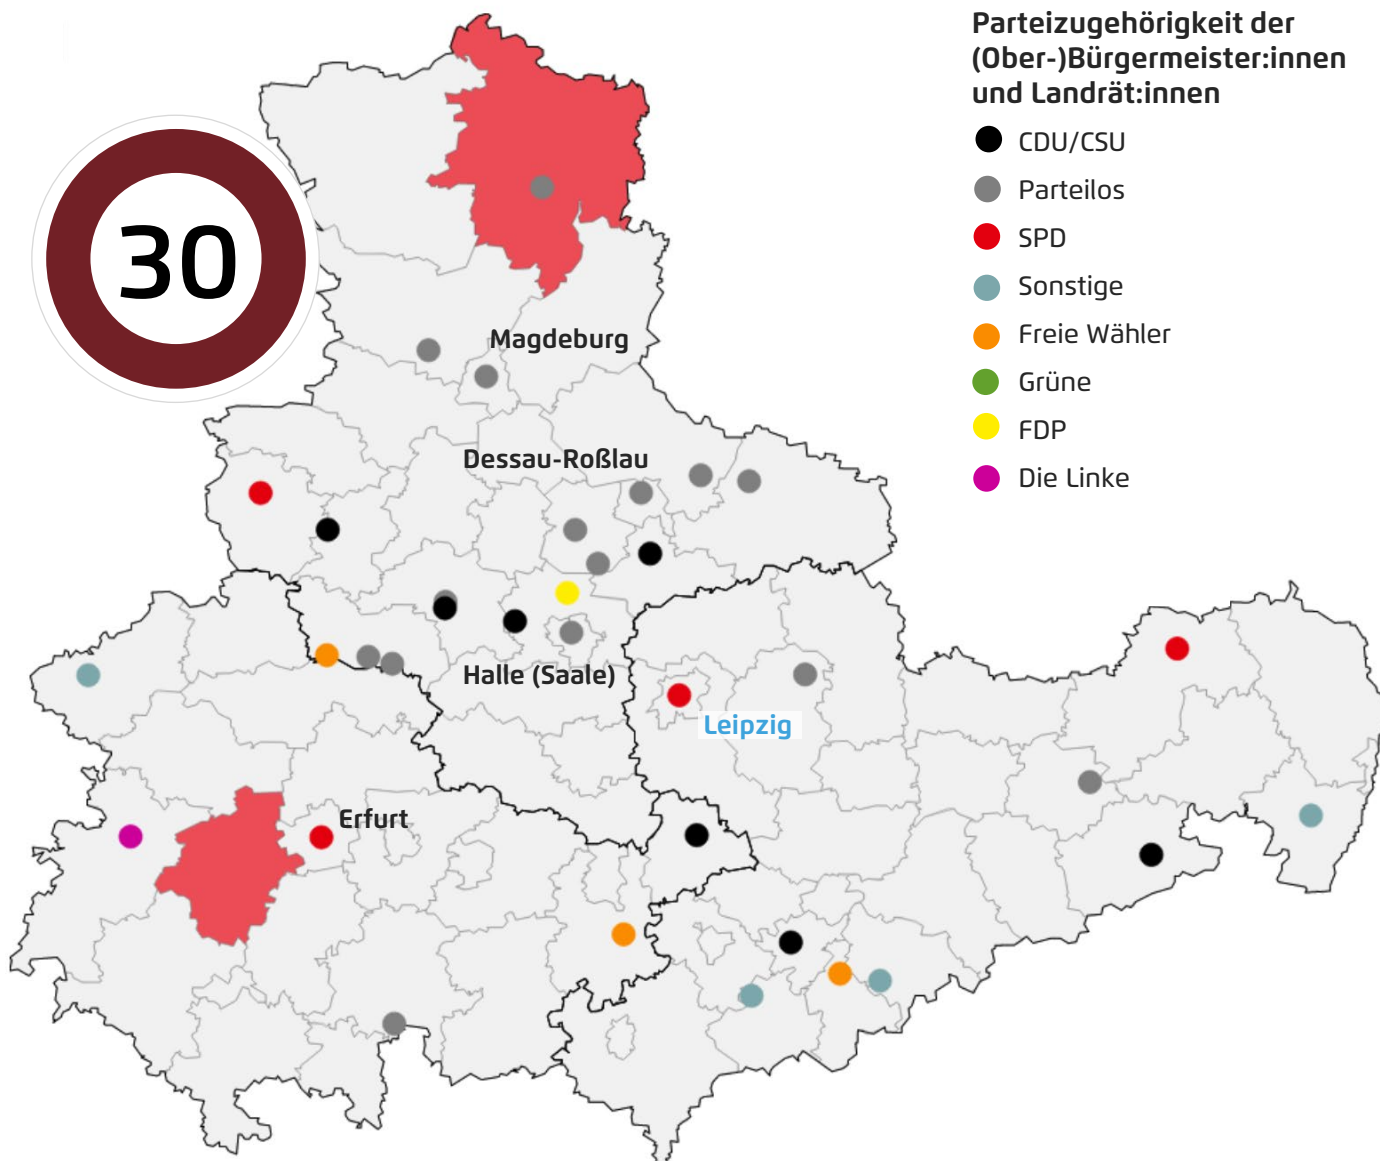 Parteizugehörigkeit der
(Ober-)Bürgermeister:innen
und Landrät:innen
CDU/CSU
Parteilos
SPD
Sonstige
Freie Wähler
Grüne
FDP
Die Linke
30
Magdeburg
Dessau-Roßlau
Halle (Saale)
Leipzig
Erfurt